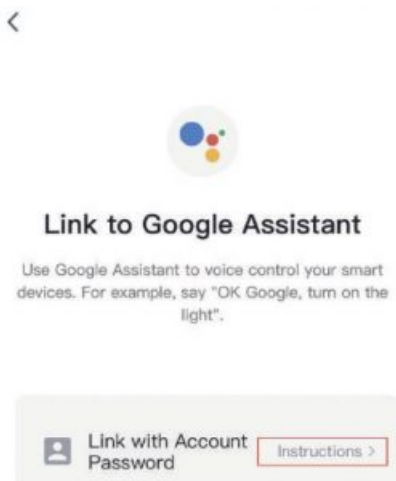 Link to Google Assistant
Use Google Assistant to voice control your smart
devices. For example, say "OK Google, turn on the
light".
Link with Account
Password
Instructions >